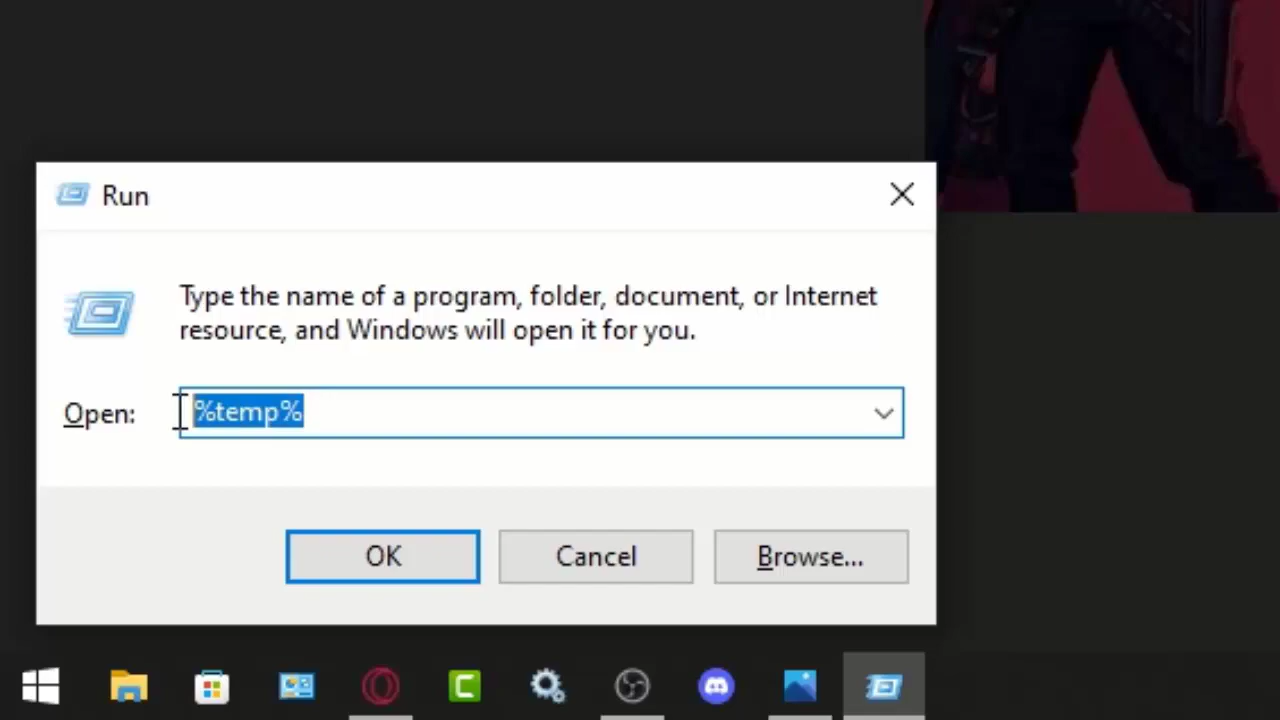 Run
Type the name of a program, folder, document, or Internet
resource, and Windows will open it for you.
Open: %temp%
OK Cancel Browse...